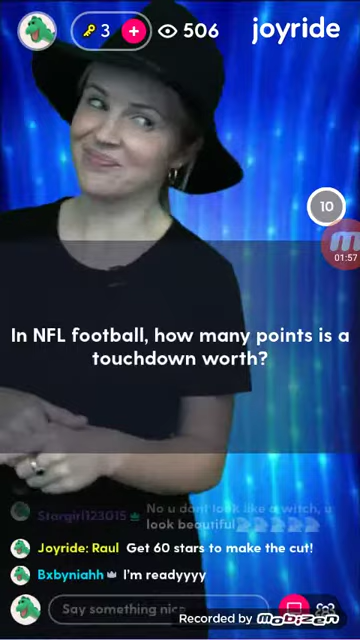 3
506
joyride
10
01:57
In NFL football, how many points is a
touchdown worth?
Stargirl123015 No u dont look like a witch, u
look beautiful
Joyride: Raul Get 60 stars to make the cut!
Bxbyniahh I'm readyyyy
Say something nice
Recorded by Mobizen